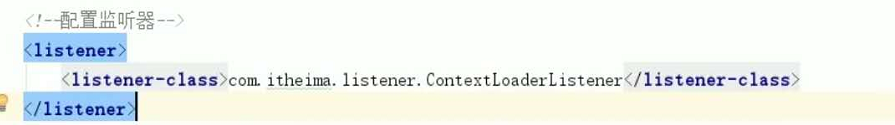 <!--配置监听器-->
<listener>
<listener-class>com.itheima.listener.ContextLoaderListener</listener-class>
</listener>